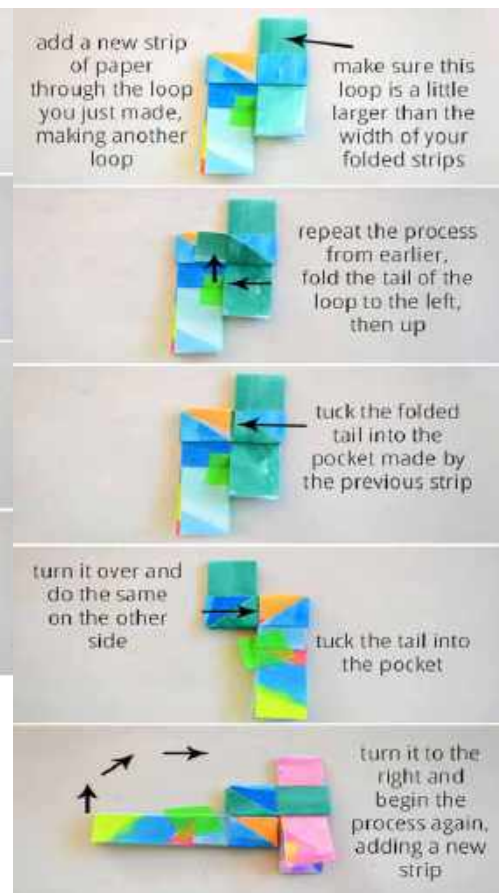 add a new strip
of paper
through the loop
you just made,
making another
loop
make sure this
loop is a little
larger than the
width of your
folded strips
repeat the process
from earlier,
fold the tail of the
loop to the left,
then up
tuck the folded
tail into the
pocket made by
the previous strip
turn it over and
do the same
on the other
side
tuck the tail into
the pocket
turn it to the
right and
begin the
process again,
adding a new
strip